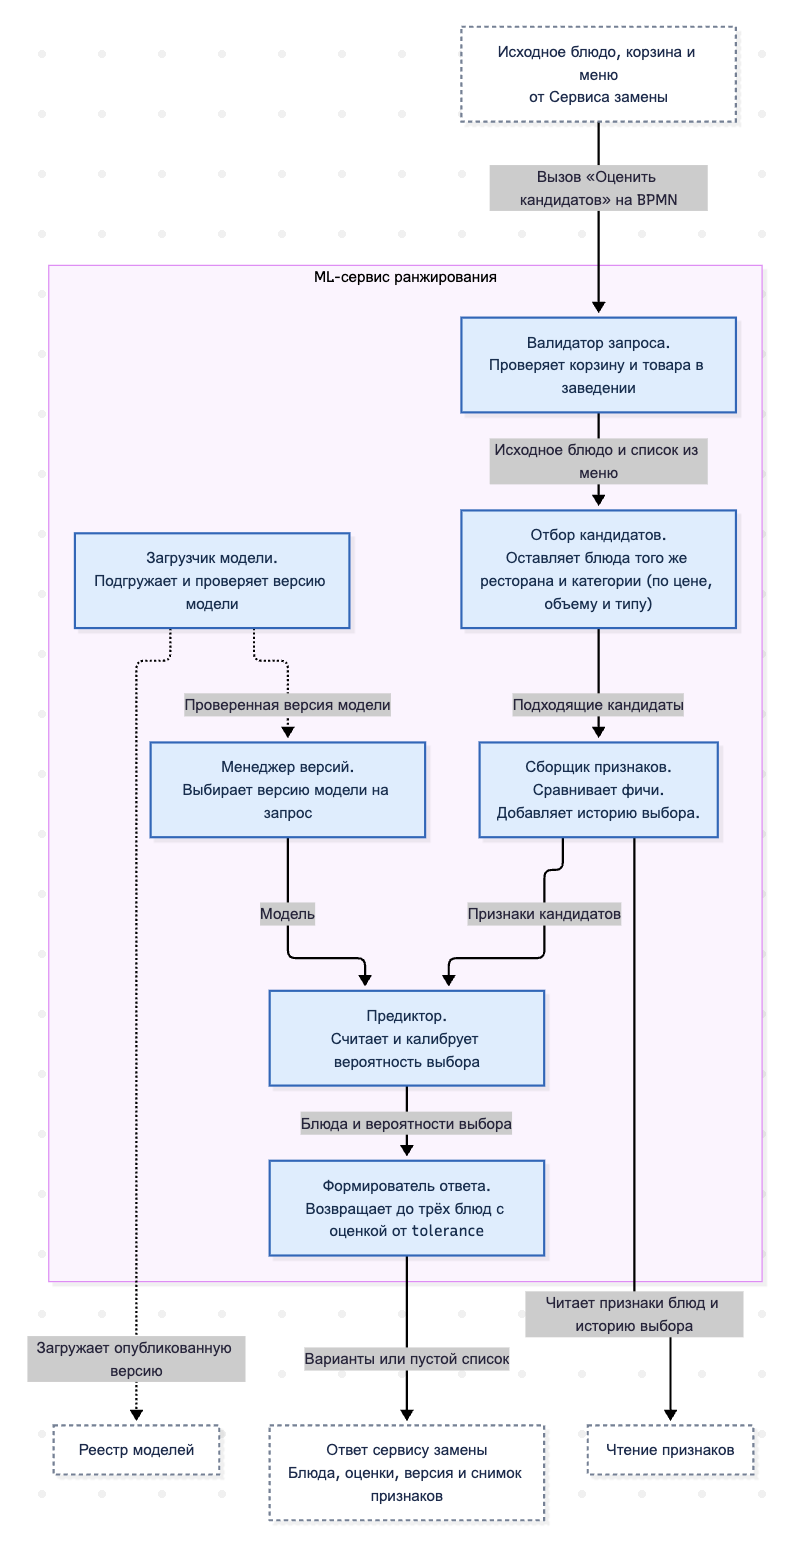 Исходное блюдо, корзина и
меню
от Сервиса замены
Вызов «Оценить
кандидатов» на BPMN
ML-сервис ранжирования
Валидатор запроса.
Проверяет корзину и товара в
заведении
Исходное блюдо и список из
меню
Отбор кандидатов.
Оставляет блюда того же
ресторана и категории (по цене,
объему и типу)
Загрузчик модели.
Подгружает и проверяет версию
модели
Проверенная версия модели
Подходящие кандидаты
Менеджер версий.
Выбирает версию модели на
запрос
Сборщик признаков.
Сравнивает фичи.
Добавляет историю выбора.
Модель
Признаки кандидатов
Предиктор.
Считает и калибрует
вероятность выбора
Блюда и вероятности выбора
Формирователь ответа.
Возвращает до трёх блюд с
оценкой от tolerance
Читает признаки блюд и
историю выбора
Загружает опубликованную
версию
Варианты или пустой список
Реестр моделей
Ответ сервису замены
Блюда, оценки, версия и снимок
признаков
Чтение признаков